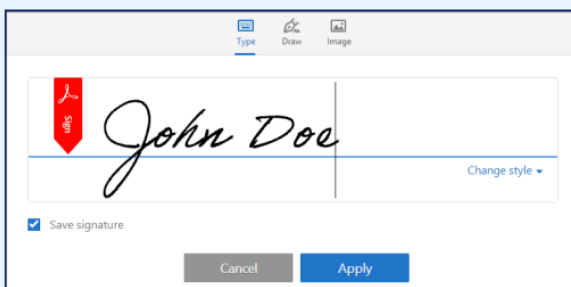 Type Draw Image
Sign
John Doe
Change style
Save signature
Cancel Apply